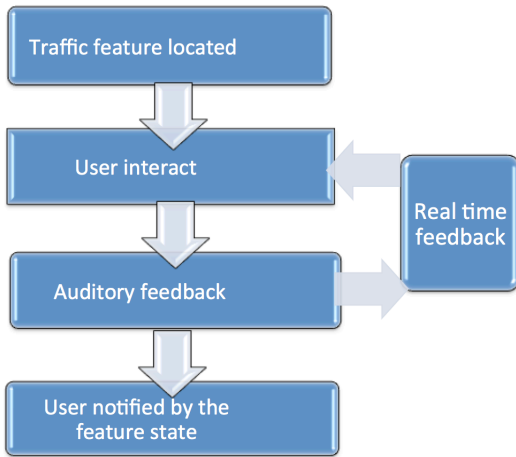 Traffic feature located
User interact
Real time
feedback
Auditory feedback
User notified by the
feature state